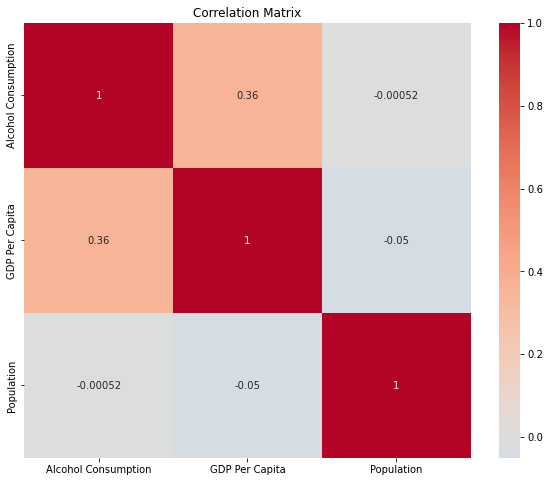 Correlation Matrix
Alcohol Consumption
1
0.36
-0.00052
GDP Per Capita
0.36
1
-0.05
Population
-0.00052
-0.05
1
Alcohol Consumption
GDP Per Capita
Population
1.0
0.8
0.6
0.4
0.2
0.0